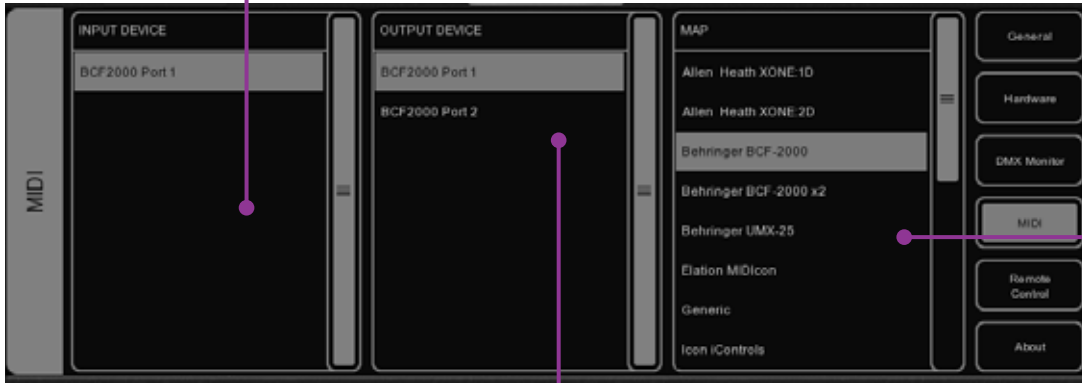 MIDI
INPUT DEVICE
BCF2000 Port 1
OUTPUT DEVICE
BCF2000 Port 1
BCF2000 Port 2
MAP
Allen Heath XONE:1D
Allen Heath XONE:2D
Behringer BCF-2000
Behringer BCF-2000 x2
Behringer UMX-25
Elation MIDIcon
Generic
Icon iControls
General
Hardware
DMX Monitor
MIDI
Remote
Control
About